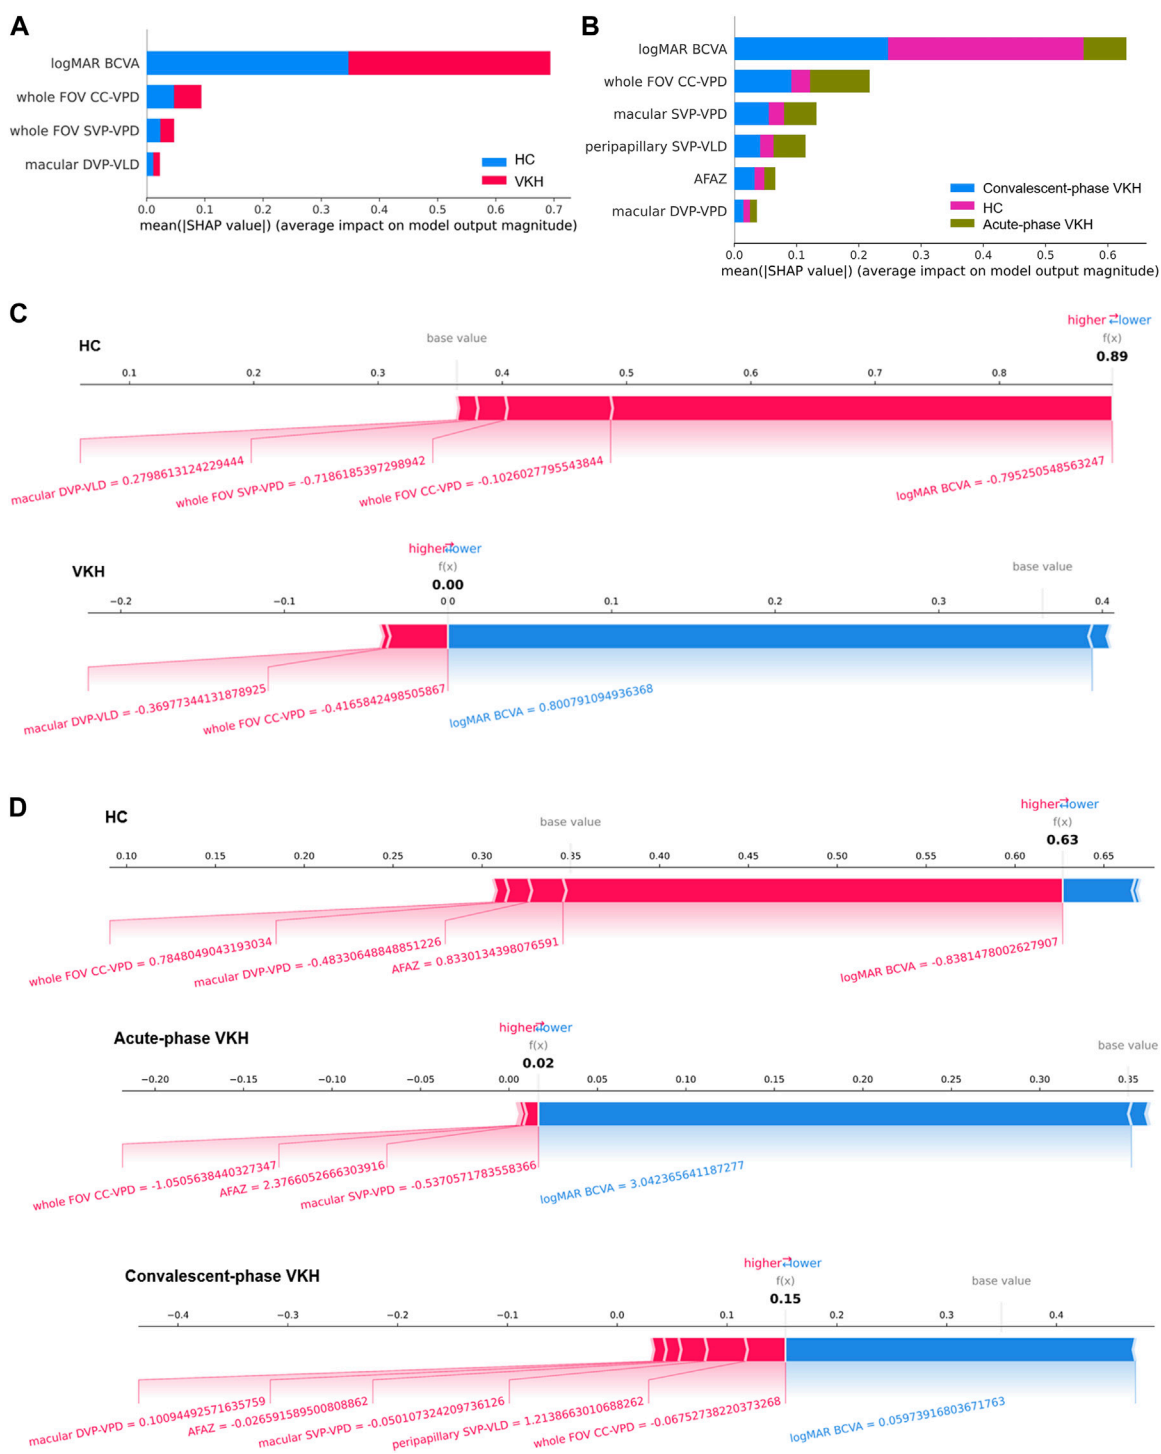 A
logMAR BCVA
whole FOV CC-VPD
whole FOV SVP-VPD
macular DVP-VLD
HC
VKH
0.0 0.1 0.2 0.3 0.4 0.5 0.6 0.7
mean(|SHAP value|) (average impact on model output magnitude)
B
logMAR BCVA
whole FOV CC-VPD
macular SVP-VPD
peripapillary SVP-VLD
AFAZ
macular DVP-VPD
Convalescent-phase VKH
HC
Acute-phase VKH
0.0 0.1 0.2 0.3 0.4 0.5 0.6
mean(|SHAP value|) (average impact on model output magnitude)
C
HC
higher ⇄ lower
base value
f(x)
0.89
0.1 0.2 0.3 0.4 0.5 0.6 0.7 0.8
macular DVP-VLD = 0.2798613124229444
whole FOV SVP-VPD = -0.7186185397298942
whole FOV CC-VPD = -0.1026027795543844
logMAR BCVA = -0.795250548563247
VKH
higher ⇄ lower
f(x)
base value
0.00
−0.2 −0.1 0.0 0.1 0.2 0.3 0.4
macular DVP-VLD = -0.36977344131878925
whole FOV CC-VPD = -0.4165842498505867
logMAR BCVA = 0.800791094936368
D
HC
higher ⇄ lower
base value
f(x)
0.63
0.10 0.15 0.20 0.25 0.30 0.35 0.40 0.45 0.50 0.55 0.60 0.65
whole FOV CC-VPD = 0.7848049043193034
macular DVP-VPD = -0.48330648848851226
AFAZ = 0.8330134398076591
logMAR BCVA = -0.8381478002627907
Acute-phase VKH
higher ⇄ lower
f(x)
base value
0.02
−0.20 −0.15 −0.10 −0.05 0.00 0.05 0.10 0.15 0.20 0.25 0.30 0.35
whole FOV CC-VPD = -1.0505638440327347
AFAZ = 2.3766052666303916
macular SVP-VPD = -0.5370571783558366
logMAR BCVA = 3.042365641187277
Convalescent-phase VKH
higher ⇄ lower
f(x)
base value
0.15
−0.4 −0.3 −0.2 −0.1 0.0 0.1 0.2 0.3 0.4
macular DVP-VPD = 0.10094492571635759
AFAZ = -0.026591589500808862
macular SVP-VPD = -0.050107324209736126
peripapillary SVP-VLD = 1.2138663010688262
whole FOV CC-VPD = -0.06752738220373268
logMAR BCVA = 0.05973916803671763